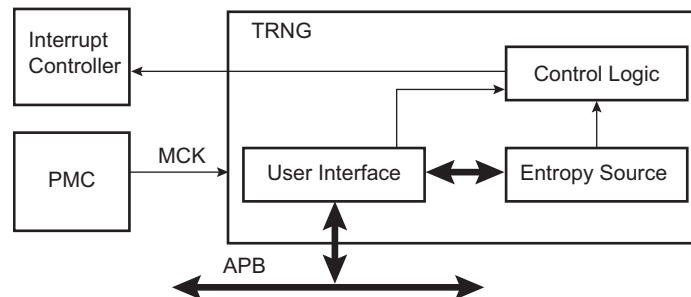 Interrupt
Controller
TRNG
Control Logic
PMC
MCK
User Interface
Entropy Source
APB